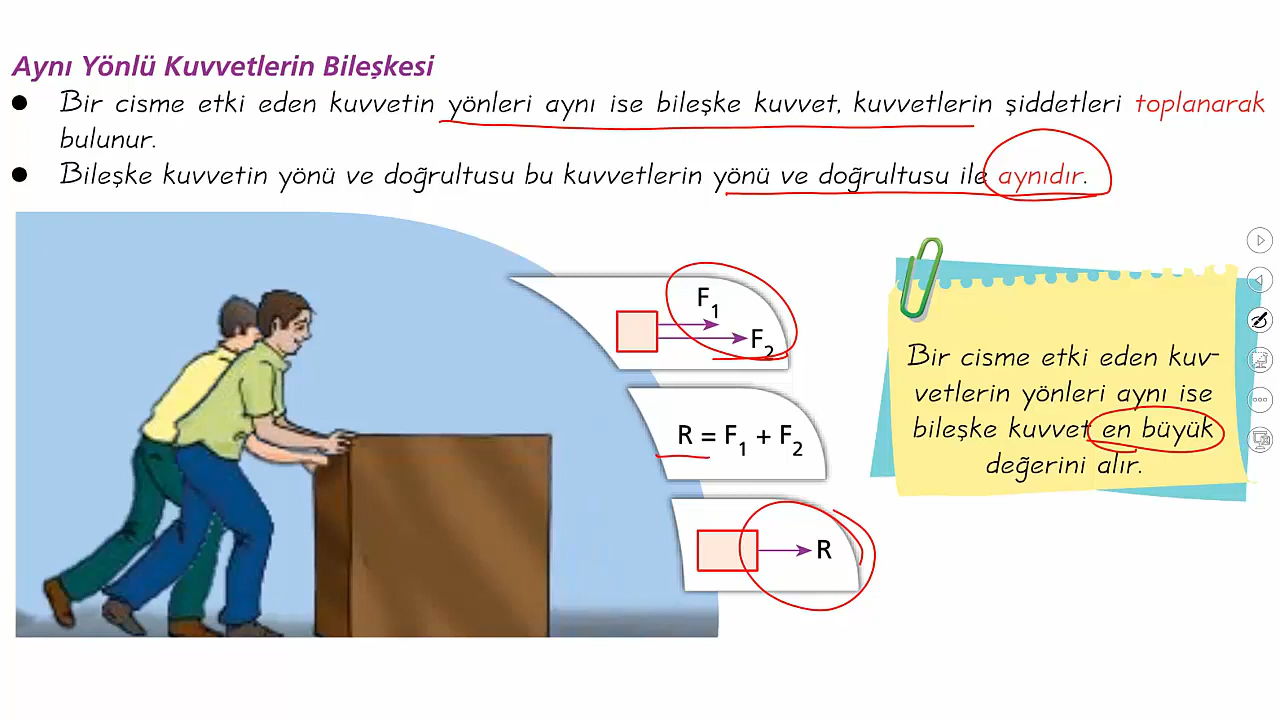 Aynı Yönlü Kuvvetlerin Bileşkesi
● Bir cisme etki eden kuvvetin yönleri aynı ise bileşke kuvvet, kuvvetlerin şiddetleri toplanarak
bulunur.
● Bileşke kuvvetin yönü ve doğrultusu bu kuvvetlerin yönü ve doğrultusu ile aynıdır.
F1
F2
R = F1 + F2
R
Bir cisme etki eden kuv-
vetlerin yönleri aynı ise
bileşke kuvvet en büyük
değerini alır.